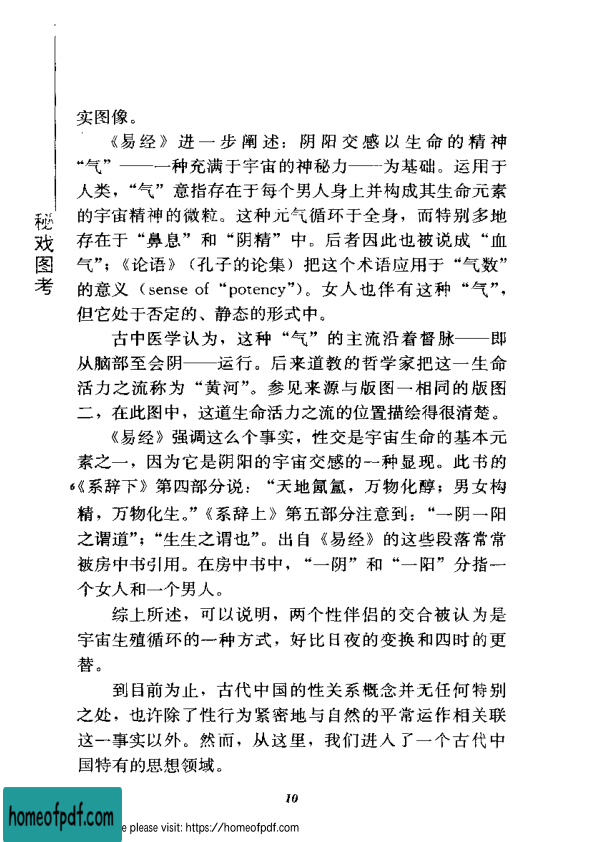 秘戏图考
实图像。
《易经》进一步阐述：阴阳交感以生命的精神
“气”——一种充满于宇宙的神秘力——为基础。运用于
人类，“气”意指存在于每个男人身上并构成其生命元素
的宇宙精神的微粒。这种元气循环于全身，而特别多地
存在于“鼻息”和“阴精”中。后者因此也被说成“血
气”；《论语》（孔子的论集）把这个术语应用于“气数”
的意义（sense of “potency”）。女人也伴有这种“气”，
但它处于否定的、静态的形式中。
古中医学认为，这种“气”的主流沿着督脉——即
从脑部至会阴——运行。后来道教的哲学家把这一生命
活力之流称为“黄河”。参见来源与版图一相同的版图
二，在此图中，这道生命活力之流的位置描绘得很清楚。
《易经》强调这么个事实，性交是宇宙生命的基本元
素之一，因为它是阴阳的宇宙交感的一种显现。此书的
6《系辞下》第四部分说：“天地氤氲，万物化醇；男女构
精，万物化生。”《系辞上》第五部分注意到：“一阴一阳
之谓道”；“生生之谓也”。出自《易经》的这些段落常常
被房中书引用。在房中书中，“一阴”和“一阳”分指一
个女人和一个男人。
综上所述，可以说明，两个性伴侣的交合被认为是
宇宙生殖循环的一种方式，好比日夜的变换和四时的更
替。
到目前为止，古代中国的性关系概念并无任何特别
之处，也许除了性行为紧密地与自然的平常运作相关联
这一事实以外。然而，从这里，我们进入了一个古代中
国特有的思想领域。
10
homeofpdf.com
e please visit: https://homeofpdf.com